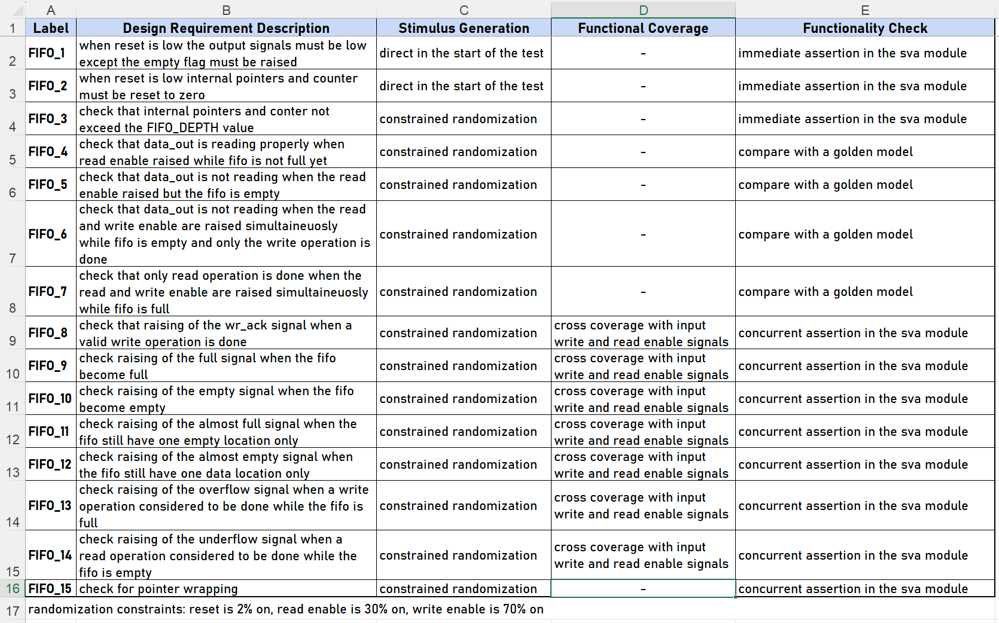 A B C D E
1 Label Design Requirement Description Stimulus Generation Functional Coverage Functionality Check
2 FIFO_1 when reset is low the output signals must be low
except the empty flag must be raised direct in the start of the test - immediate assertion in the sva module
3 FIFO_2 when reset is low internal pointers and counter
must be reset to zero direct in the start of the test - immediate assertion in the sva module
4 FIFO_3 check that internal pointers and conter not
exceed the FIFO_DEPTH value constrained randomization - immediate assertion in the sva module
5 FIFO_4 check that data_out is reading properly when
read enable raised while fifo is not full yet constrained randomization - compare with a golden model
6 FIFO_5 check that data_out is not reading when the read
enable raised but the fifo is empty constrained randomization - compare with a golden model
7 FIFO_6 check that data_out is not reading when the read
and write enable are raised simultaineuosly
while fifo is empty and only the write operation is
done constrained randomization - compare with a golden model
8 FIFO_7 check that only read operation is done when the
read and write enable are raised simultaineuosly
while fifo is full constrained randomization - compare with a golden model
9 FIFO_8 check that raising of the wr_ack signal when a
valid write operation is done constrained randomization cross coverage with input
write and read enable signals concurrent assertion in the sva module
10 FIFO_9 check raising of the full signal when the fifo
become full constrained randomization cross coverage with input
write and read enable signals concurrent assertion in the sva module
11 FIFO_10 check raising of the empty signal when the fifo
become empty constrained randomization cross coverage with input
write and read enable signals concurrent assertion in the sva module
12 FIFO_11 check raising of the almost full signal when the
fifo still have one empty location only constrained randomization cross coverage with input
write and read enable signals concurrent assertion in the sva module
13 FIFO_12 check raising of the almost empty signal when
the fifo still have one data location only constrained randomization cross coverage with input
write and read enable signals concurrent assertion in the sva module
14 FIFO_13 check raising of the overflow signal when a write
operation considered to be done while the fifo is
full constrained randomization cross coverage with input
write and read enable signals concurrent assertion in the sva module
15 FIFO_14 check raising of the underflow signal when a
read operation considered to be done while the
fifo is empty constrained randomization cross coverage with input
write and read enable signals concurrent assertion in the sva module
16 FIFO_15 check for pointer wrapping constrained randomization - concurrent assertion in the sva module
17 randomization constraints: reset is 2% on, read enable is 30% on, write enable is 70% on